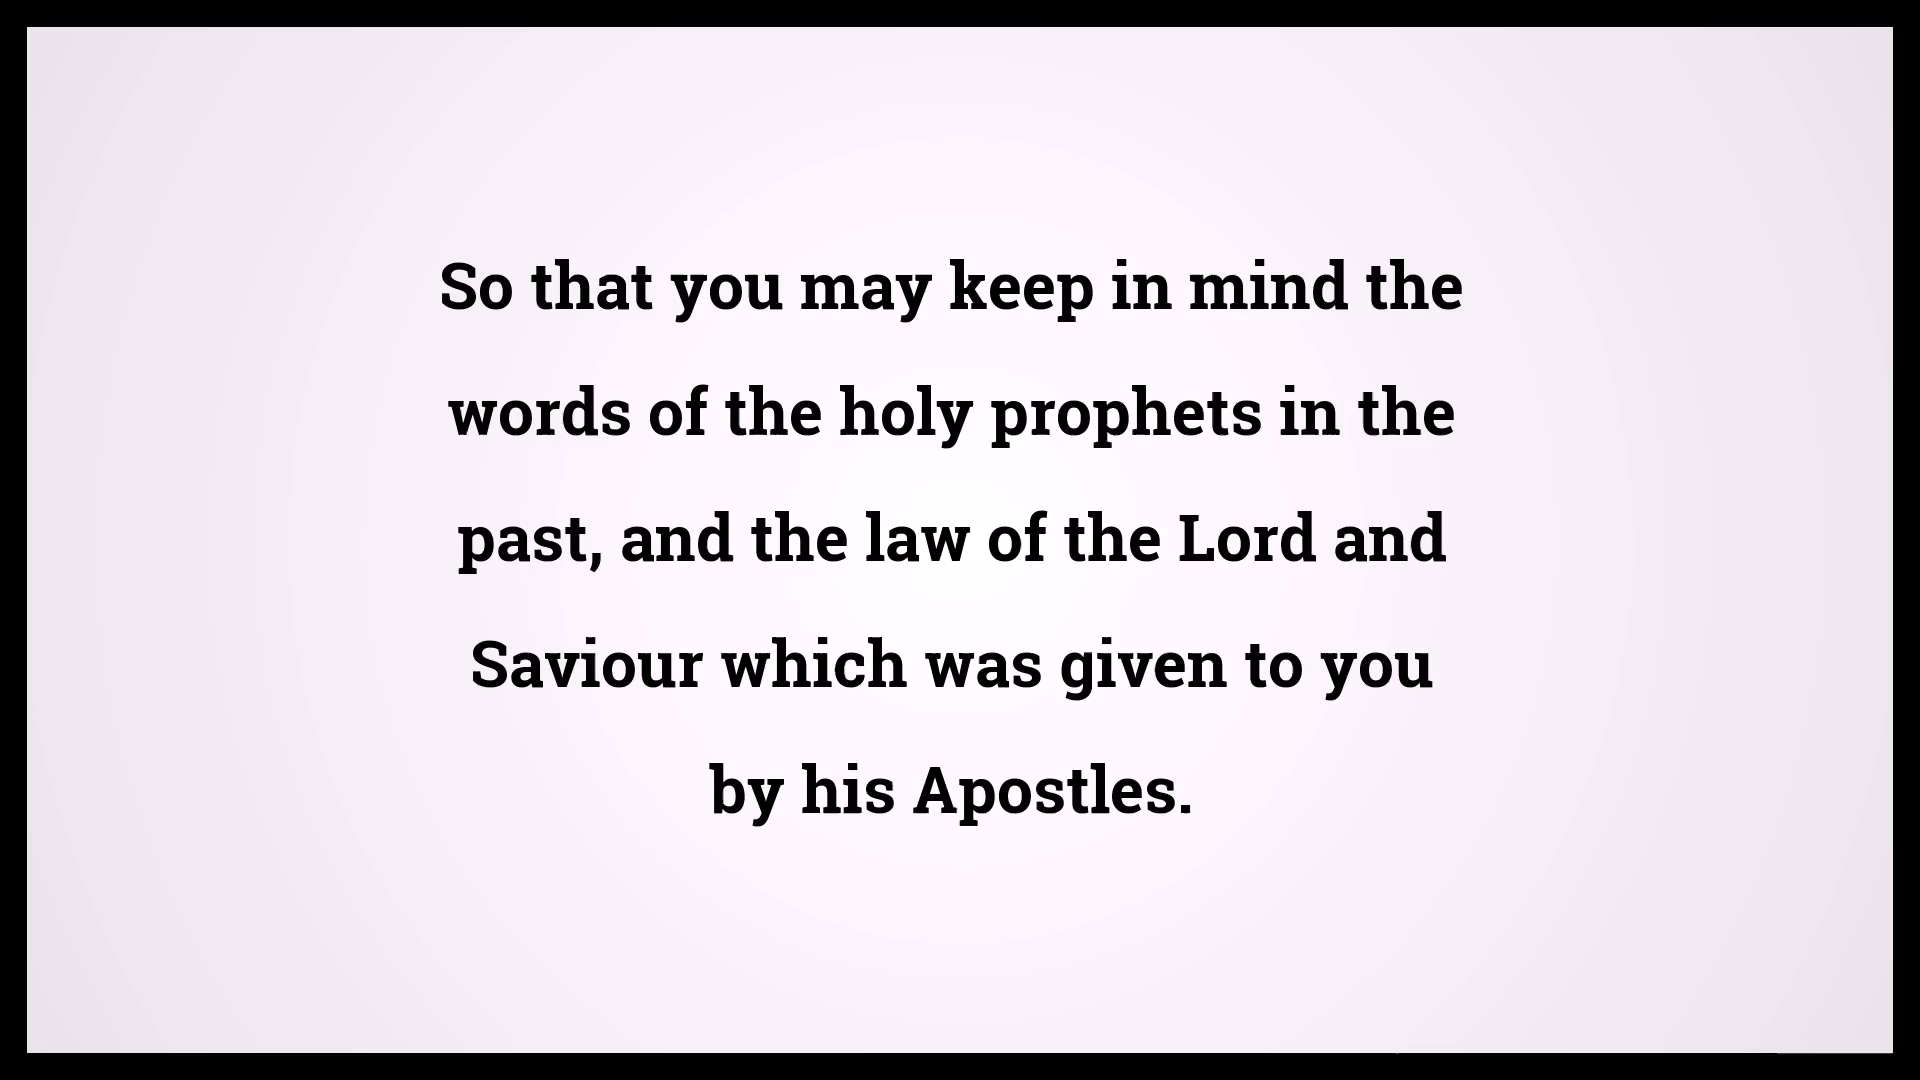 So that you may keep in mind the
words of the holy prophets in the
past, and the law of the Lord and
Saviour which was given to you
by his Apostles.